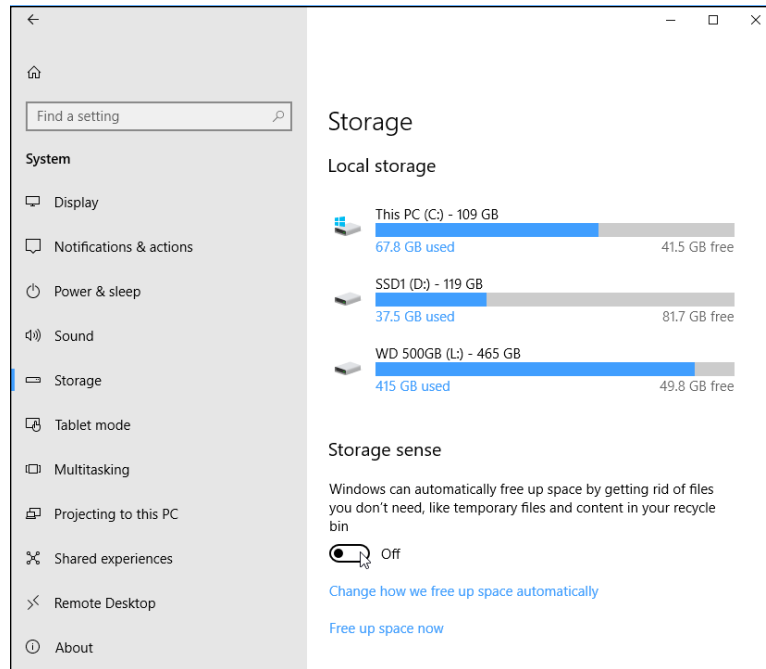 Find a setting
System
Display
Notifications & actions
Power & sleep
Sound
Storage
Tablet mode
Multitasking
Projecting to this PC
Shared experiences
Remote Desktop
About
Storage
Local storage
This PC (C:) - 109 GB
67.8 GB used 41.5 GB free
SSD1 (D:) - 119 GB
37.5 GB used 81.7 GB free
WD 500GB (L:) - 465 GB
415 GB used 49.8 GB free
Storage sense
Windows can automatically free up space by getting rid of files
you don't need, like temporary files and content in your recycle
bin
Off
Change how we free up space automatically
Free up space now